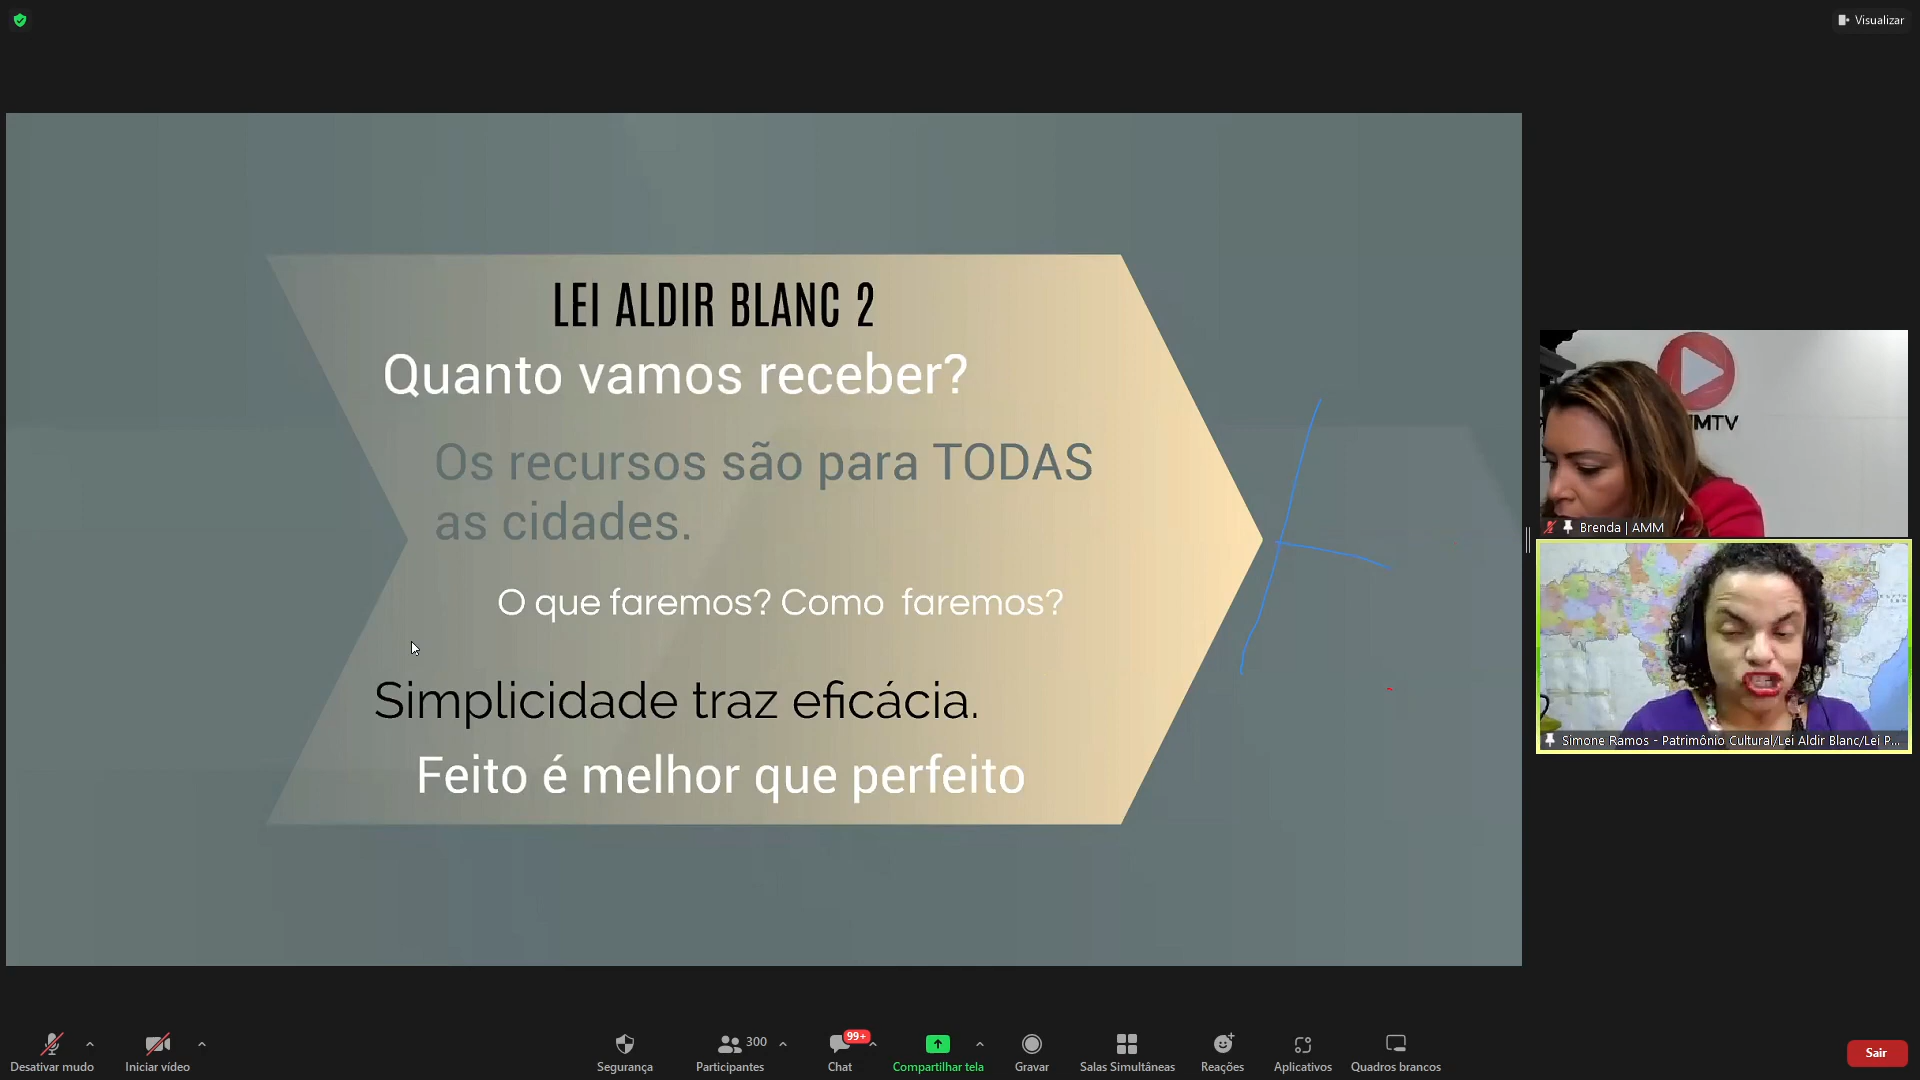 Visualizar
LEI ALDIR BLANC 2
Quanto vamos receber?
Os recursos são para TODAS
as cidades.
O que faremos? Como faremos?
Simplicidade traz eficácia.
Feito é melhor que perfeito
MTV
Brenda | AMM
Simone Ramos - Patrimônio Cultural/Lei Aldir Blanc/Lei P...
99+
300
Desativar mudo
Iniciar vídeo
Segurança
Participantes
Chat
Compartilhar tela
Gravar
Salas Simultâneas
Reações
Aplicativos
Quadros brancos
Sair